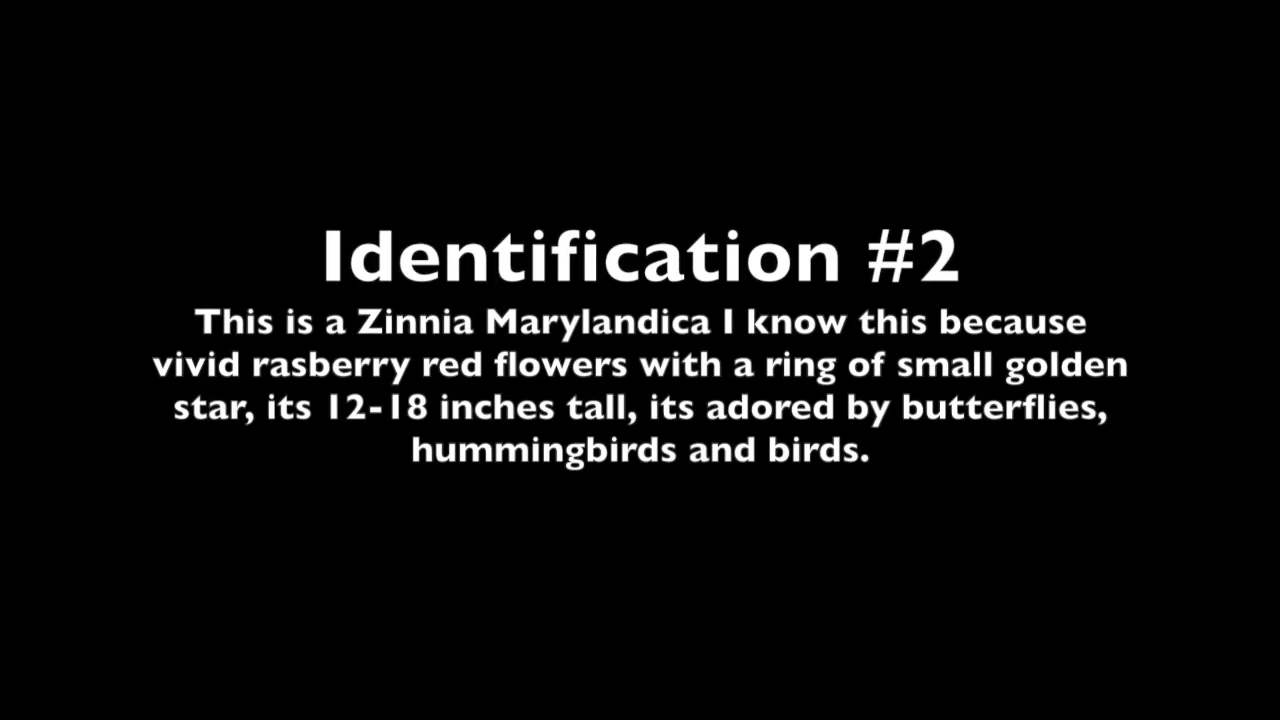 Identification #2
This is a Zinnia Marylandica I know this because
vivid rasberry red flowers with a ring of small golden
star, its 12-18 inches tall, its adored by butterflies,
hummingbirds and birds.